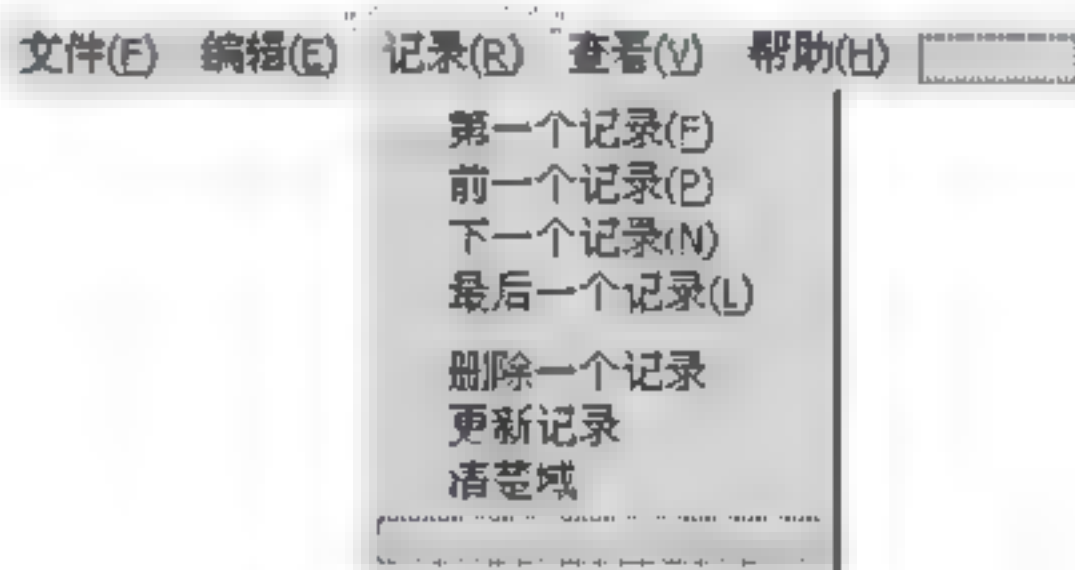 文件(F) 编辑(E) 记录(R) 查看(V) 帮助(H)
第一个记录(F)
前一个记录(P)
下一个记录(N)
最后一个记录(L)
删除一个记录
更新记录
清楚域